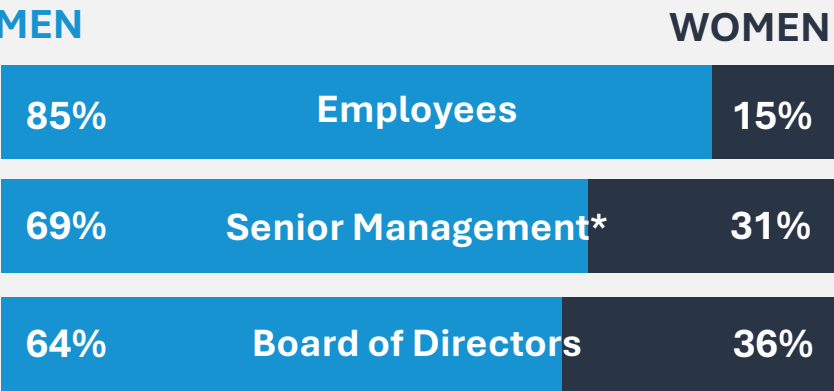 MEN WOMEN
85% Employees 15%
69% Senior Management* 31%
64% Board of Directors 36%